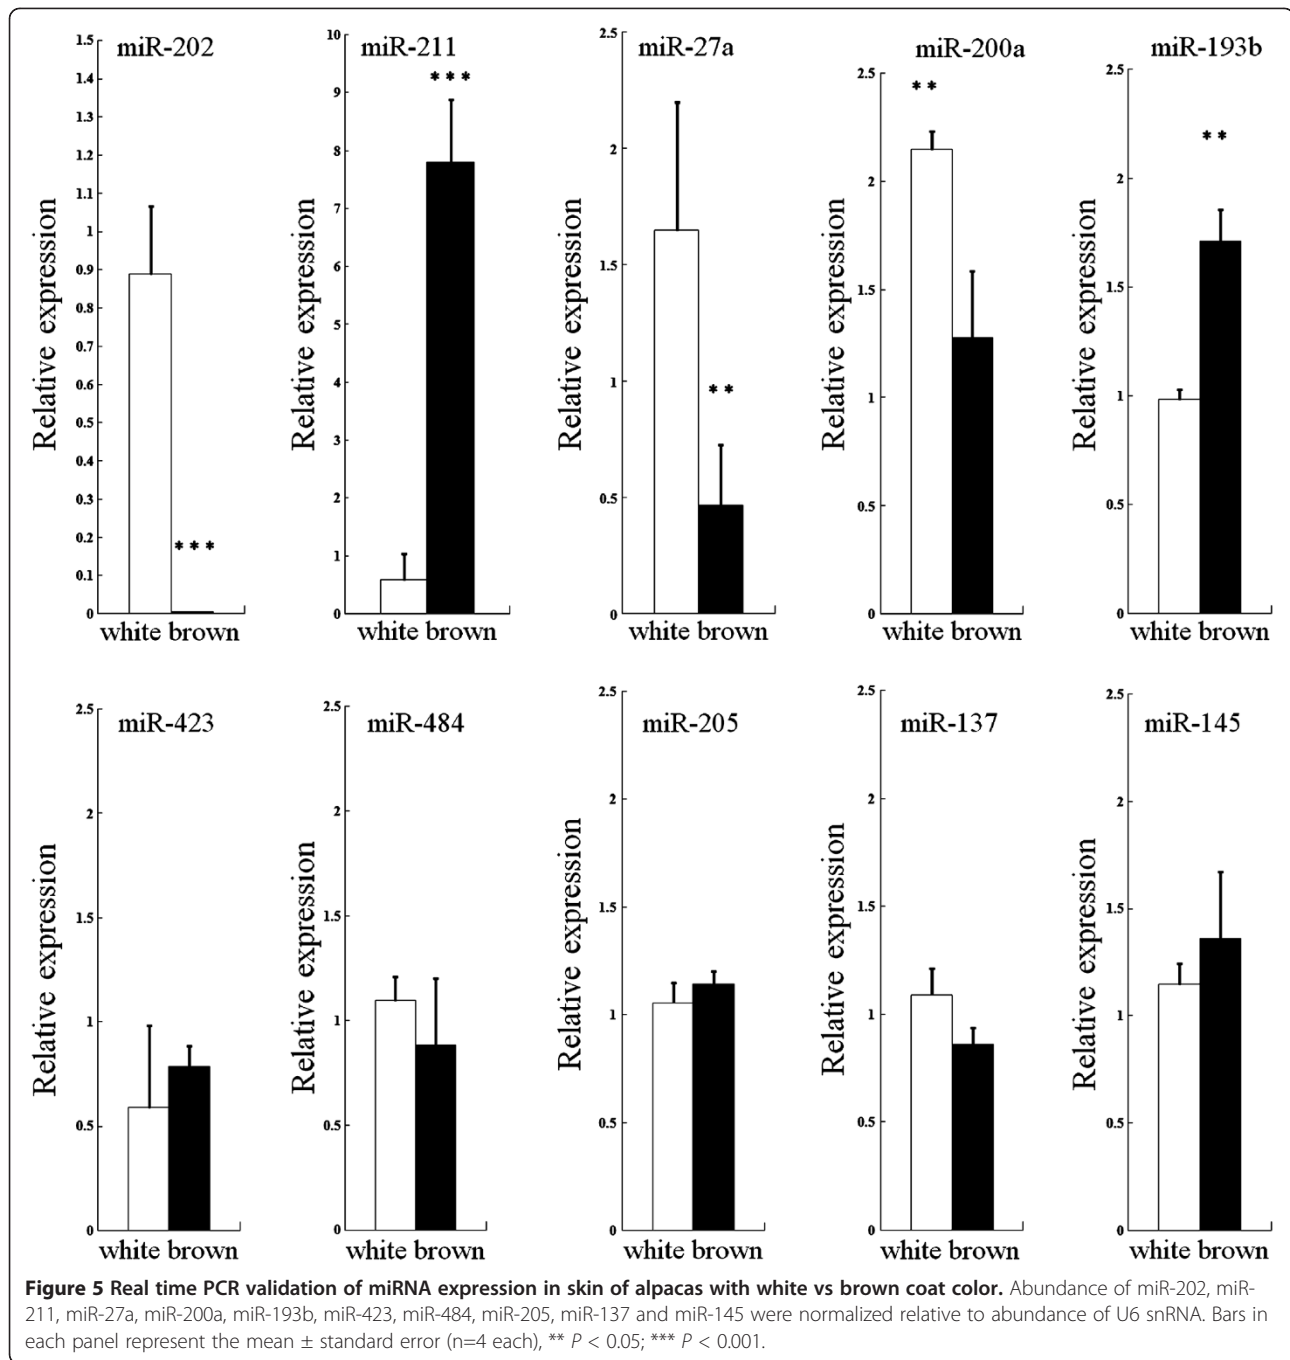 miR-202
miR-211
miR-27a
miR-200a
miR-193b
1.5
1.4
1.3
1.2
1.1
1
0.9
0.8
0.7
0.6
0.5
0.4
0.3
0.2
0.1
0
Relative expression
***
white brown
10
9
8
7
6
5
4
3
2
1
0
Relative expression
***
white brown
2.5
2
1.5
1
0.5
0
Relative expression
**
white brown
2.5
2
1.5
1
0.5
0
Relative expression
**
white brown
2.5
2
1.5
1
0.5
0
Relative expression
**
white brown
miR-423
miR-484
miR-205
miR-137
miR-145
2.5
2
1.5
1
0.5
0
Relative expression
white brown
2.5
2
1.5
1
0.5
0
Relative expression
white brown
2.5
2
1.5
1
0.5
0
Relative expression
white brown
2.5
2
1.5
1
0.5
0
Relative expression
white brown
2.5
2
1.5
1
0.5
0
Relative expression
white brown
Figure 5 Real time PCR validation of miRNA expression in skin of alpacas with white vs brown coat color. Abundance of miR-202, miR-
211, miR-27a, miR-200a, miR-193b, miR-423, miR-484, miR-205, miR-137 and miR-145 were normalized relative to abundance of U6 snRNA. Bars in
each panel represent the mean ± standard error (n=4 each), ** P < 0.05; *** P < 0.001.